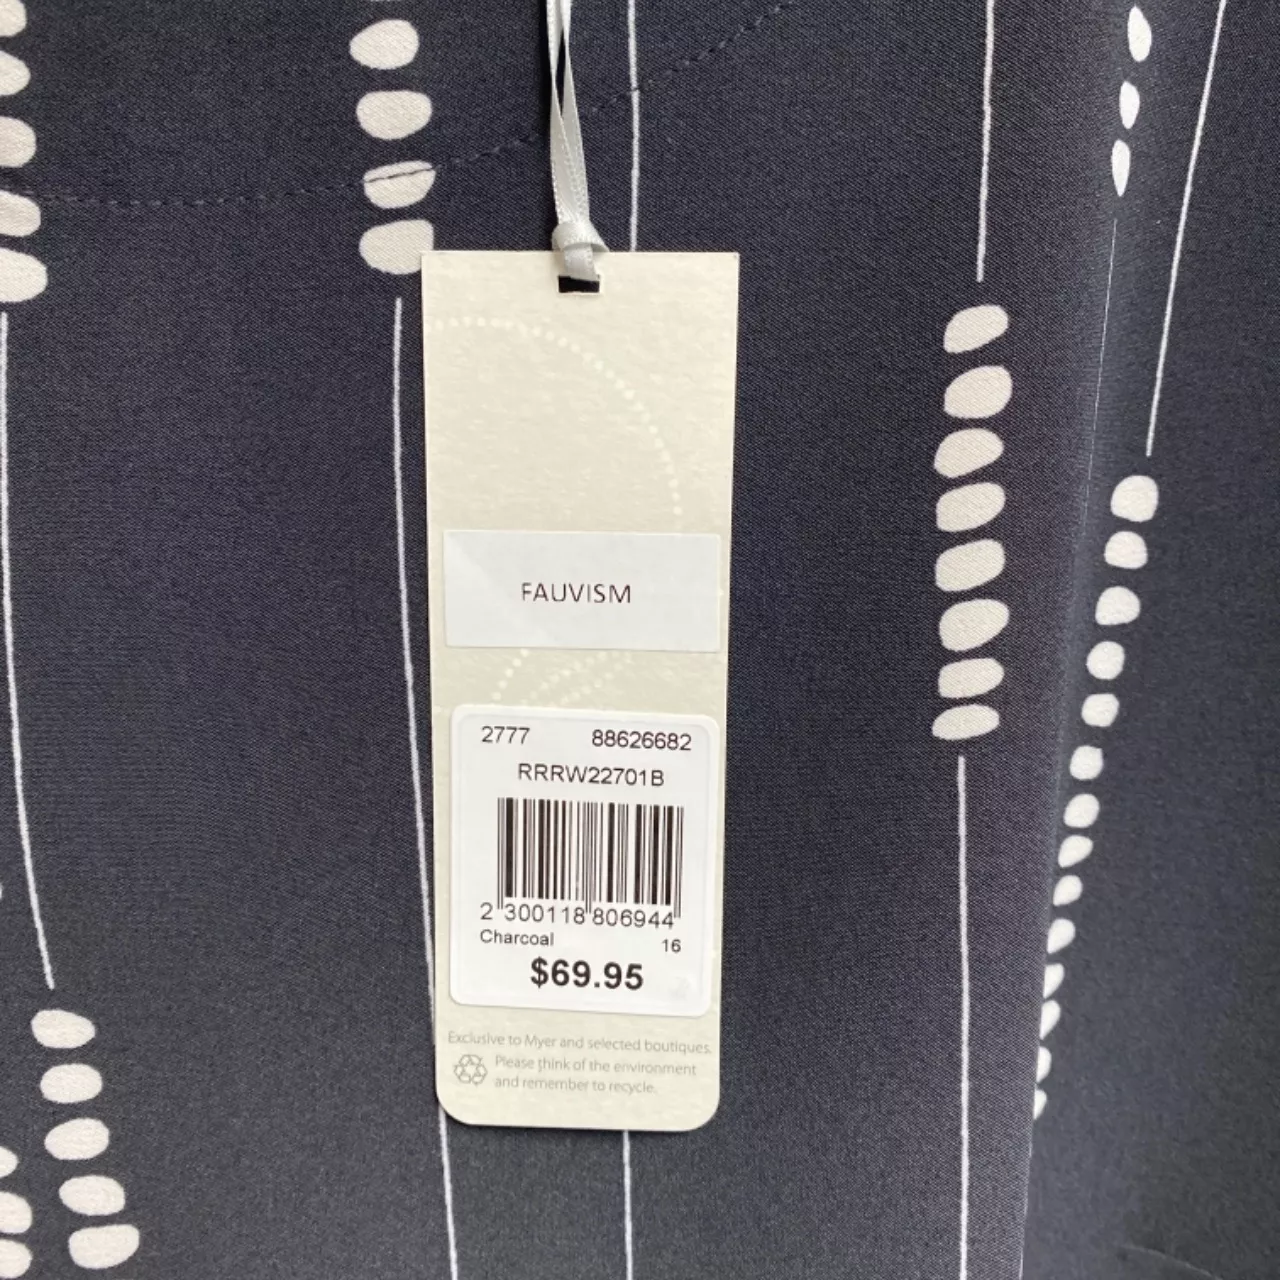 FAUVISM
2777 88626682
RRRW22701B
2 300118 806944
Charcoal 16
$69.95
Exclusive to Myer and selected boutiques.
Please think of the environment
and remember to recycle.